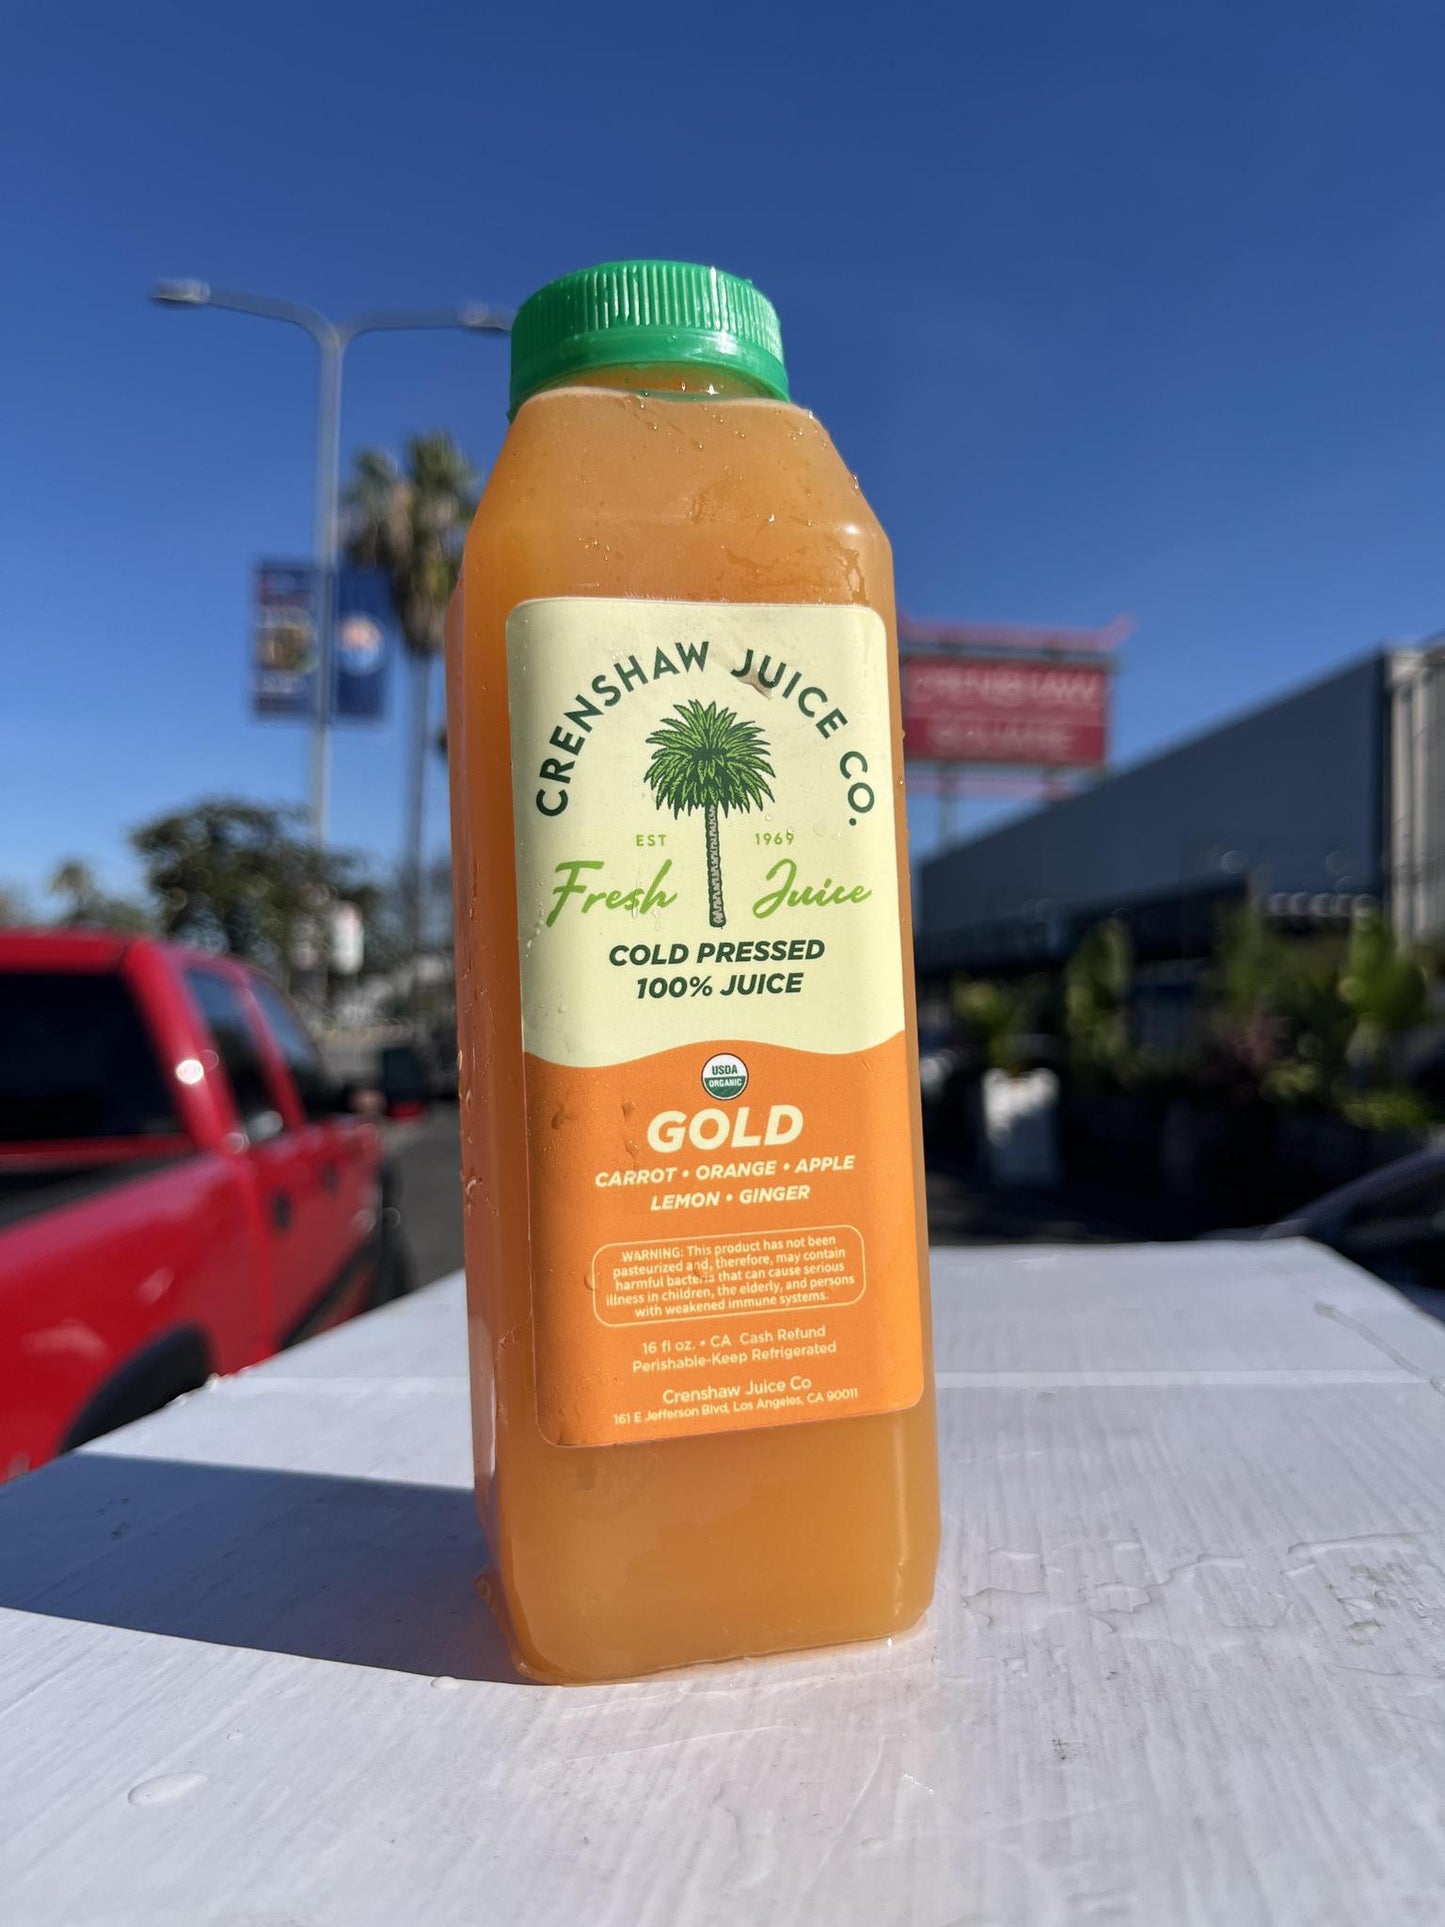 CRENSHAW JUICE CO.
EST 1969
Fresh Juice
COLD PRESSED
100% JUICE
USDA
ORGANIC
GOLD
CARROT • ORANGE • APPLE
LEMON • GINGER
WARNING: This product has not been
pasteurized and, therefore, may contain
harmful bacteria that can cause serious
illness in children, the elderly, and persons
with weakened immune systems.
16 fl oz. • CA Cash Refund
Perishable-Keep Refrigerated
Crenshaw Juice Co
161 E Jefferson Blvd, Los Angeles, CA 90011
CRENSHAW
SQUARE